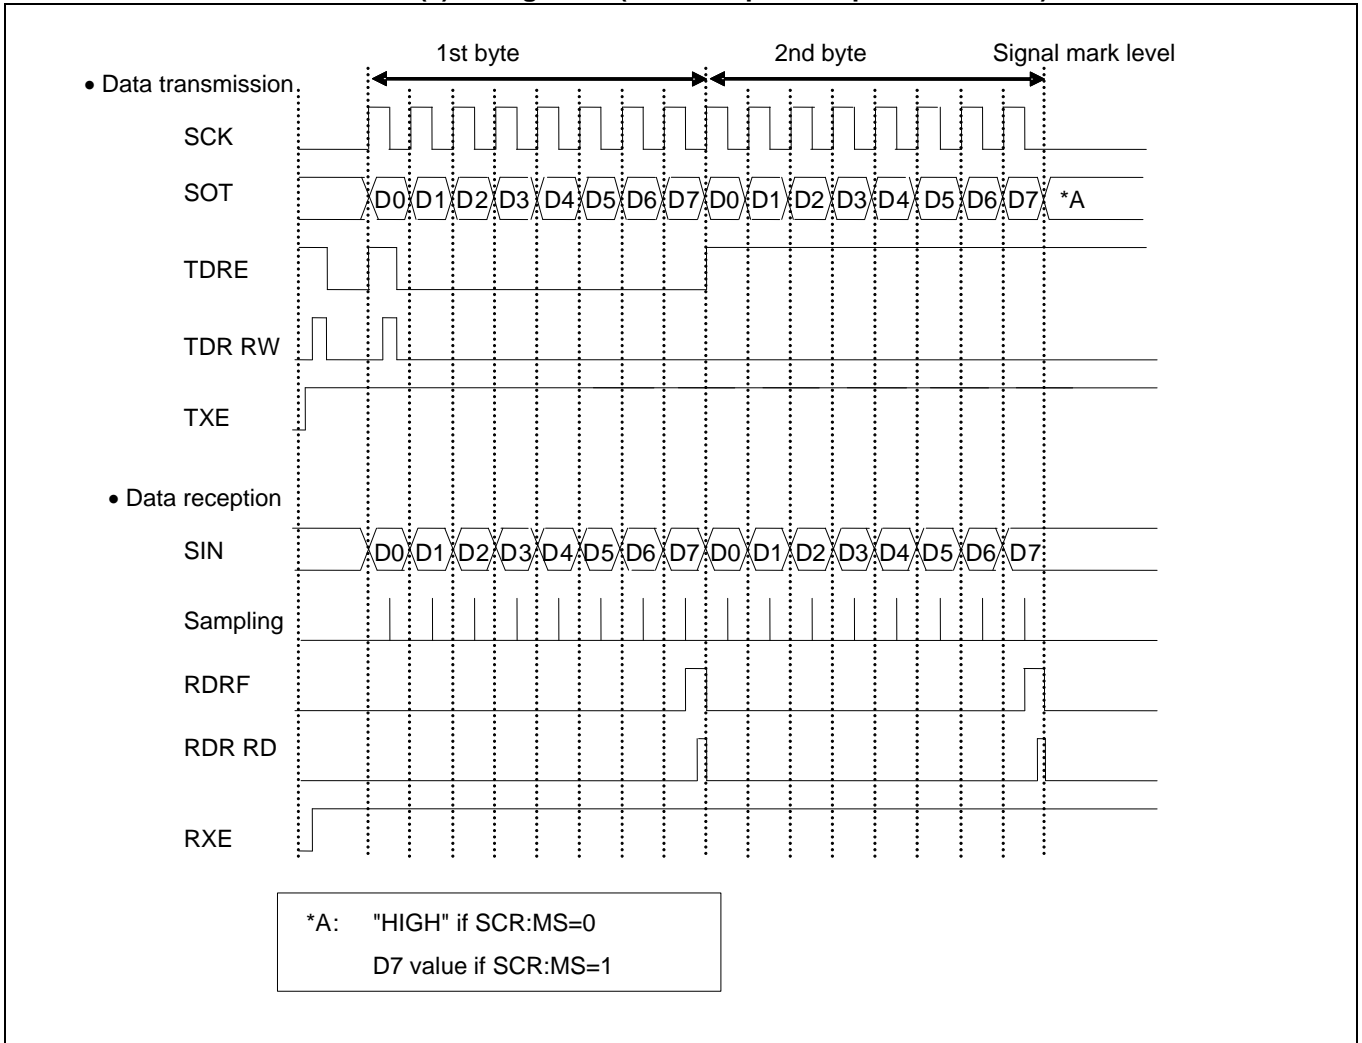 1st byte 2nd byte Signal mark level
• Data transmission
SCK
SOT D0 D1 D2 D3 D4 D5 D6 D7 D0 D1 D2 D3 D4 D5 D6 D7 *A
TDRE
TDR RW
TXE
• Data reception
SIN D0 D1 D2 D3 D4 D5 D6 D7 D0 D1 D2 D3 D4 D5 D6 D7
Sampling
RDRF
RDR RD
RXE
*A: "HIGH" if SCR:MS=0
D7 value if SCR:MS=1